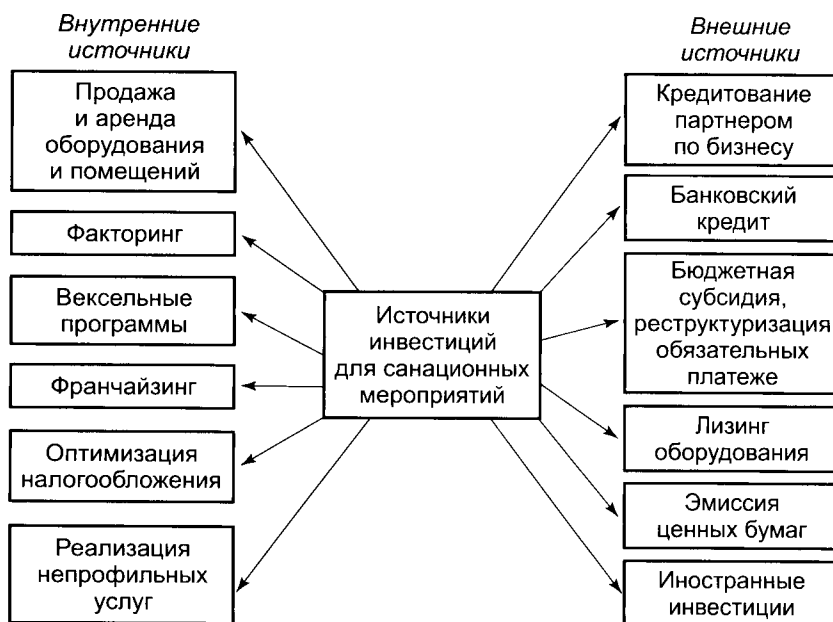 Внутренние
источники
Продажа
и аренда
оборудования
и помещений
Факторинг
Вексельные
программы
Франчайзинг
Оптимизация
налогообложения
Реализация
непрофильных
услуг
Источники
инвестиций
для санационных
мероприятий
Внешние
источники
Кредитование
партнером
по бизнесу
Банковский
кредит
Бюджетная
субсидия,
реструктуризация
обязательных
платеже
Лизинг
оборудования
Эмиссия
ценных бумаг
Иностранные
инвестиции